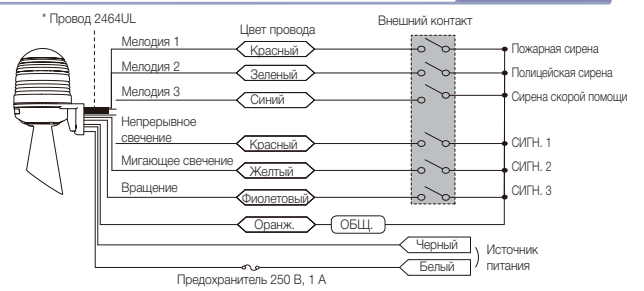 * Провод 2464UL
Цвет провода
Внешний контакт
Мелодия 1
Красный
Пожарная сирена
Мелодия 2
Зеленый
Полицейская сирена
Мелодия 3
Синий
Сирена скорой помощи
Непрерывное
свечение
Красный
СИГН. 1
Мигающее свечение
Желтый
СИГН. 2
Вращение
Фиолетовый
СИГН. 3
Оранж.
ОБЩ.
Черный
Источник
питания
Белый
Предохранитель 250 В, 1 А